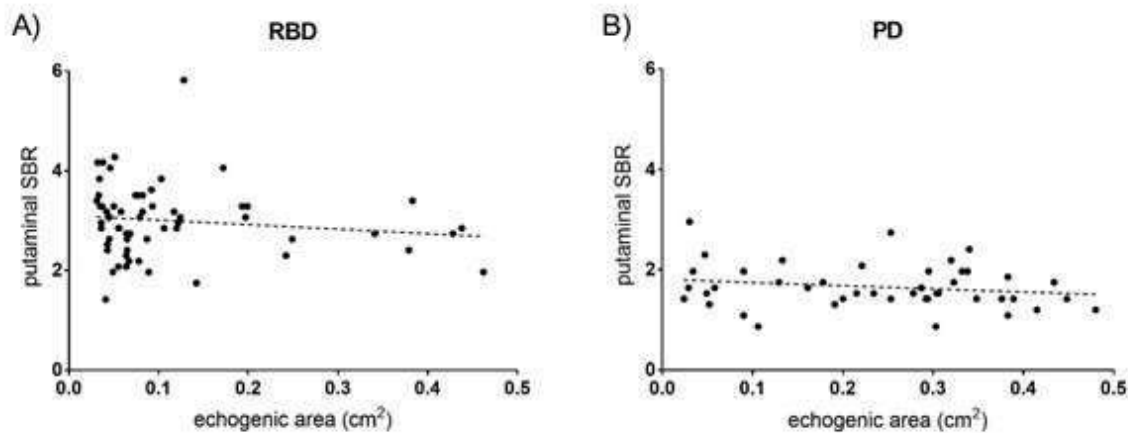 A)
RBD
6
4
2
0
putaminal SBR
0.0 0.1 0.2 0.3 0.4 0.5
echogenic area (cm²)
B)
PD
6
4
2
0
putaminal SBR
0.0 0.1 0.2 0.3 0.4 0.5
echogenic area (cm²)